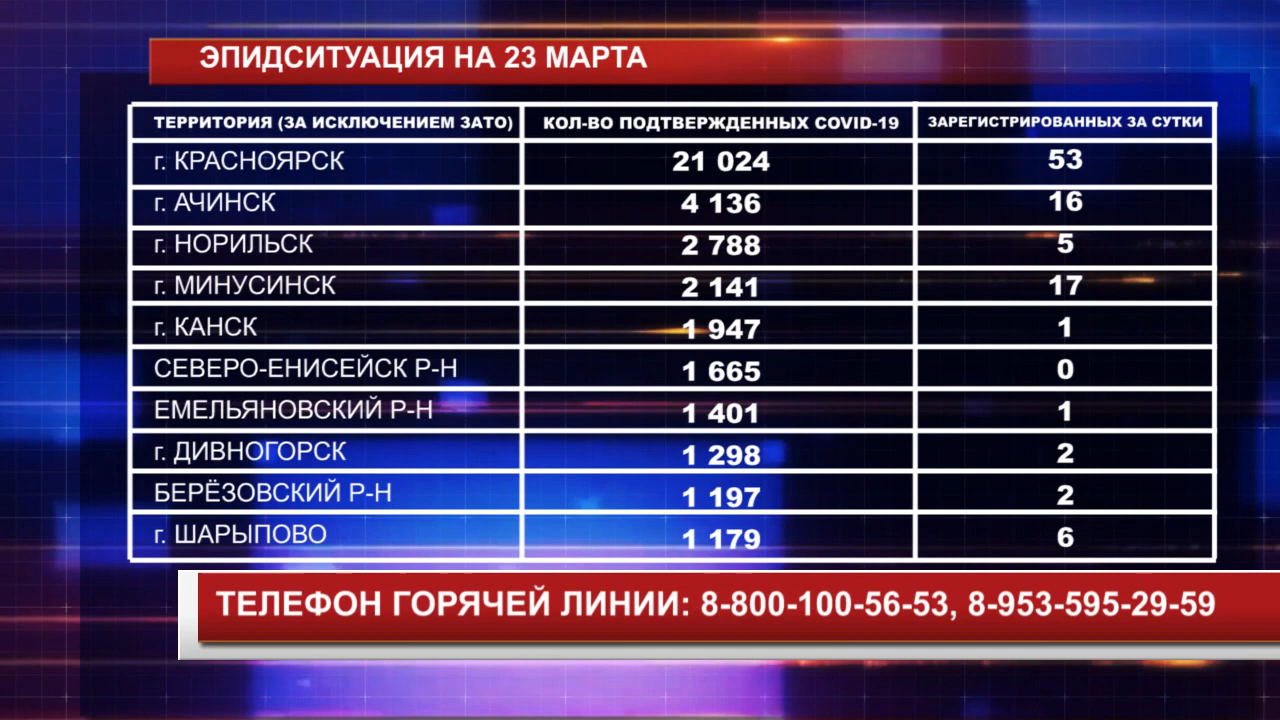 ЭПИДСИТУАЦИЯ НА 23 МАРТА
ТЕРРИТОРИЯ (ЗА ИСКЛЮЧЕНИЕМ ЗАТО) КОЛ-ВО ПОДТВЕРЖДЕННЫХ COVID-19 ЗАРЕГИСТРИРОВАННЫХ ЗА СУТКИ
г. КРАСНОЯРСК 21 024 53
г. АЧИНСК 4 136 16
г. НОРИЛЬСК 2 788 5
г. МИНУСИНСК 2 141 17
г. КАНСК 1 947 1
СЕВЕРО-ЕНИСЕЙСК Р-Н 1 665 0
ЕМЕЛЬЯНОВСКИЙ Р-Н 1 401 1
г. ДИВНОГОРСК 1 298 2
БЕРЁЗОВСКИЙ Р-Н 1 197 2
г. ШАРЫПОВО 1 179 6
ТЕЛЕФОН ГОРЯЧЕЙ ЛИНИИ: 8-800-100-56-53, 8-953-595-29-59